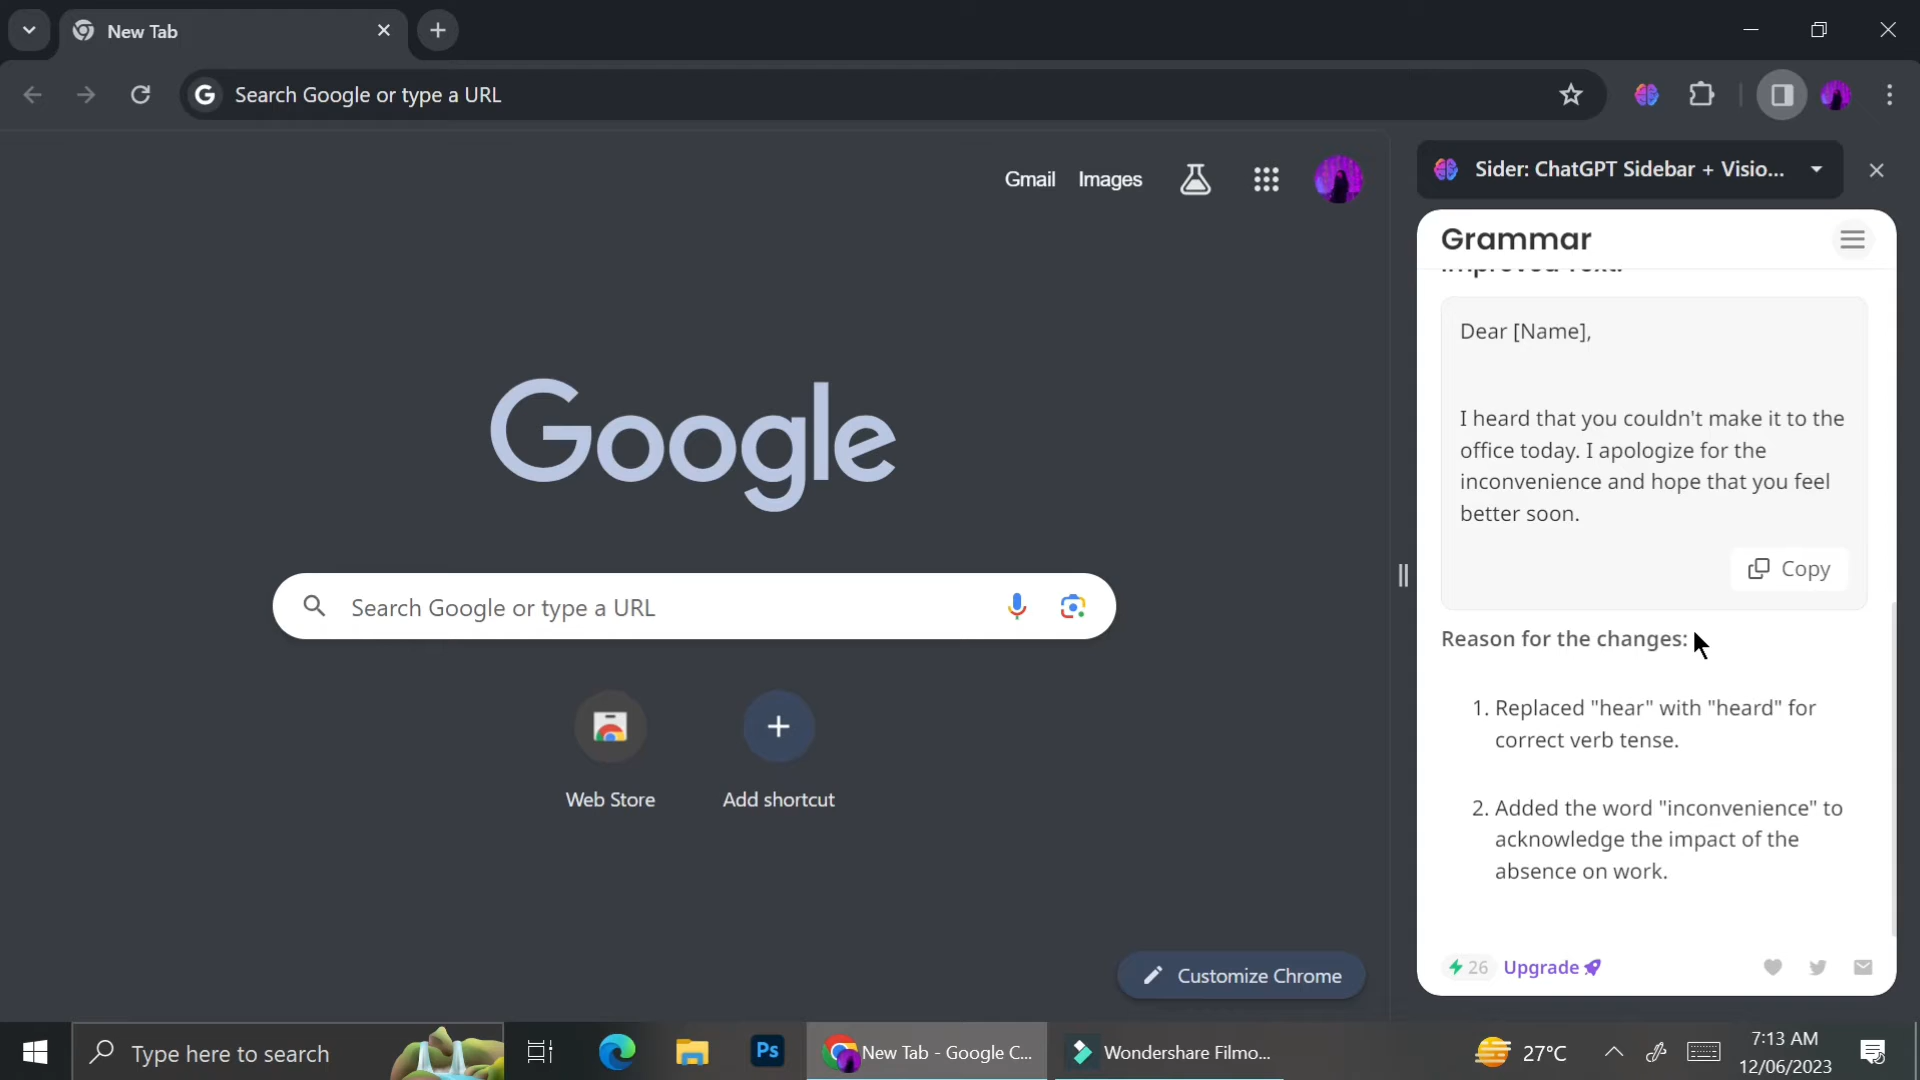 New Tab
Search Google or type a URL
Gmail
Images
Sider: ChatGPT Sidebar + Visio...
Grammar
Improved Text:
Dear [Name],
I heard that you couldn't make it to the
office today. I apologize for the
inconvenience and hope that you feel
better soon.
Copy
Google
Search Google or type a URL
Reason for the changes:
1. Replaced "hear" with "heard" for
correct verb tense.
2. Added the word "inconvenience" to
acknowledge the impact of the
absence on work.
Web Store
Add shortcut
Customize Chrome
26 Upgrade
Type here to search
Ps
New Tab - Google C...
Wondershare Filmo...
27°C
7:13 AM
12/06/2023